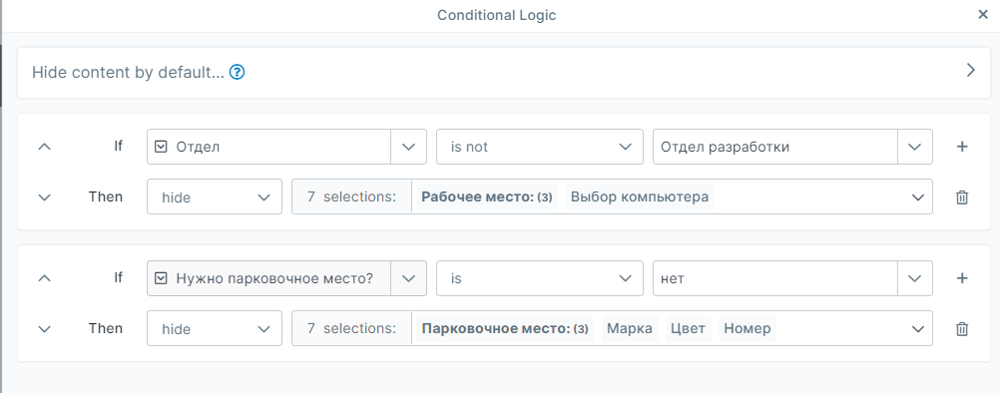 Conditional Logic
Hide content by default...
If Отдел is not Отдел разработки
Then hide 7 selections: Рабочее место: (3) Выбор компьютера
If Нужно парковочное место? is нет
Then hide 7 selections: Парковочное место: (3) Марка Цвет Номер